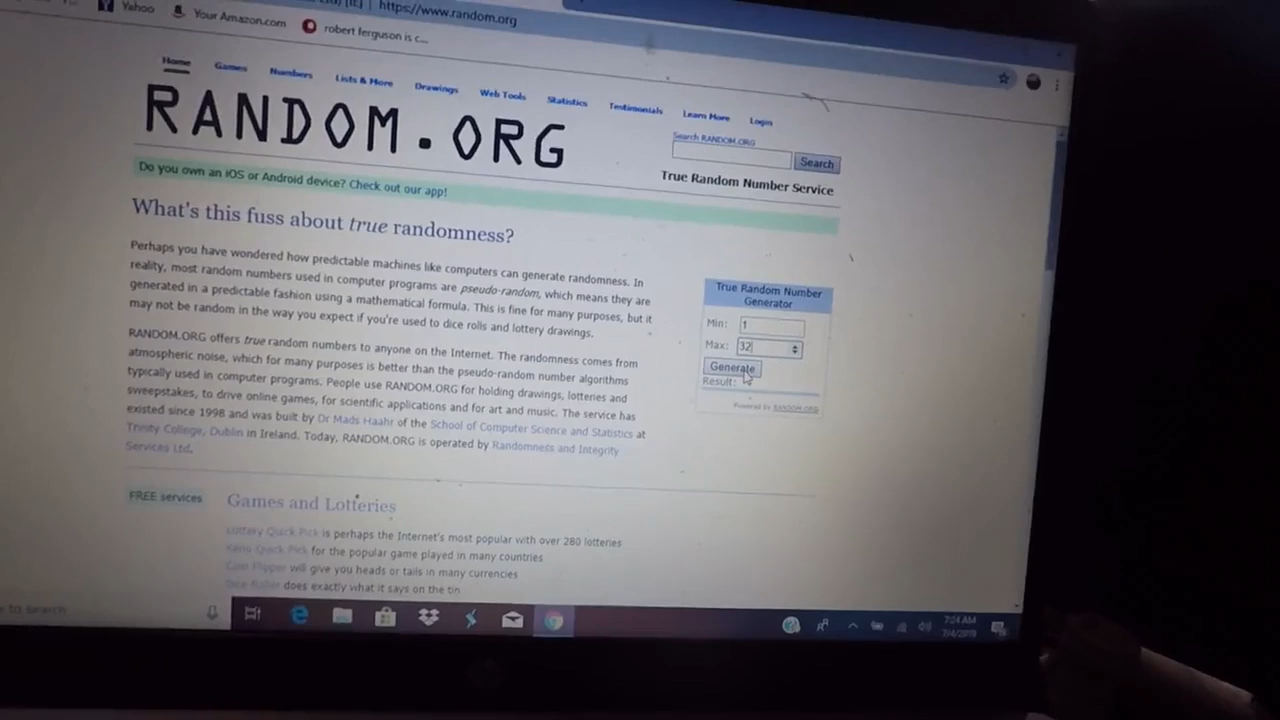 https://www.random.org
Yahoo
Your Amazon.com
robert ferguson is c...
Home Games Numbers Lists & More Drawings Web Tools Statistics Testimonials Learn More Login
RANDOM.ORG
Search RANDOM.ORG
Search
True Random Number Service
Do you own an iOS or Android device? Check out our app!
What's this fuss about true randomness?
Perhaps you have wondered how predictable machines like computers can generate randomness. In
reality, most random numbers used in computer programs are pseudo-random, which means they are
generated in a predictable fashion using a mathematical formula. This is fine for many purposes, but it
may not be random in the way you expect if you're used to dice rolls and lottery drawings.
RANDOM.ORG offers true random numbers to anyone on the Internet. The randomness comes from
atmospheric noise, which for many purposes is better than the pseudo-random number algorithms
typically used in computer programs. People use RANDOM.ORG for holding drawings, lotteries and
sweepstakes, to drive online games, for scientific applications and for art and music. The service has
existed since 1998 and was built by Dr Mads Haahr of the School of Computer Science and Statistics at
Trinity College, Dublin in Ireland. Today, RANDOM.ORG is operated by Randomness and Integrity
Services Ltd.
True Random Number
Generator
Min: 1
Max: 32
Generate
Result:
Powered by RANDOM.ORG
FREE services
Games and Lotteries
Lottery Quick Pick is perhaps the Internet's most popular with over 280 lotteries
Keno Quick Pick for the popular game played in many countries
Coin Flipper will give you heads or tails in many currencies
Dice Roller does exactly what it says on the tin
to search
7:24 AM
7/4/2019